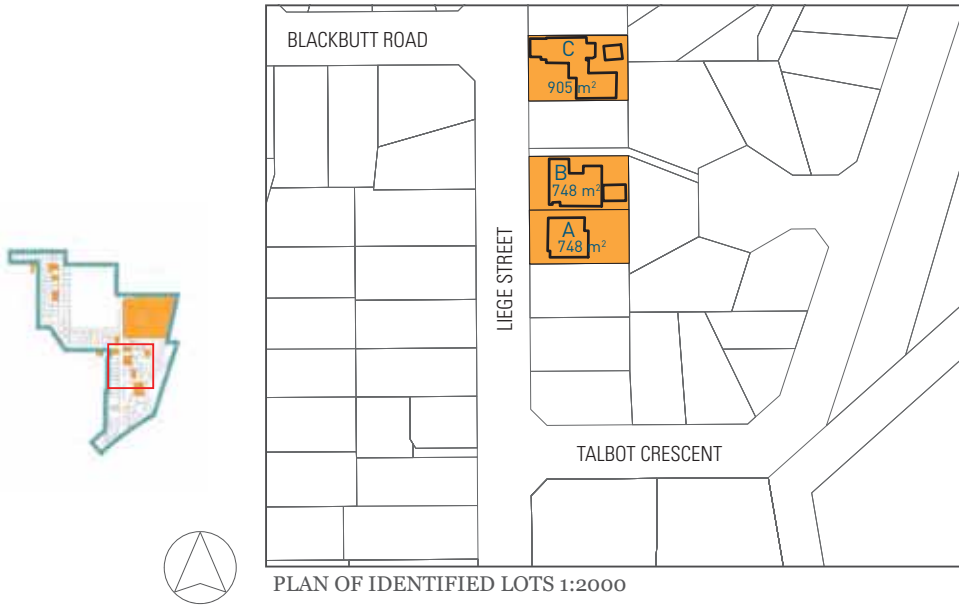 BLACKBUTT ROAD
C
905 m²
B
748 m²
A
748 m²
LIEGE STREET
TALBOT CRESCENT
PLAN OF IDENTIFIED LOTS 1:2000